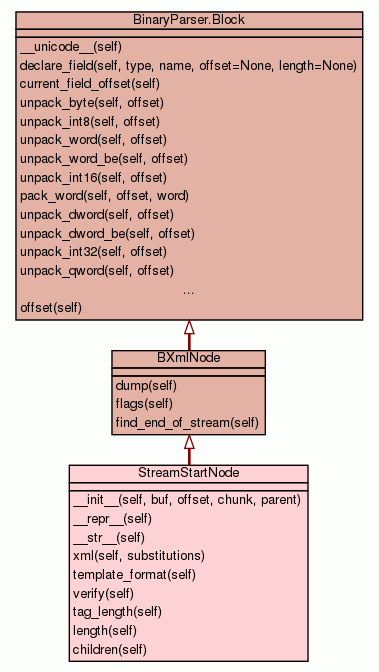 BinaryParser.Block
__unicode__(self)
declare_field(self, type, name, offset=None, length=None)
current_field_offset(self)
unpack_byte(self, offset)
unpack_int8(self, offset)
unpack_word(self, offset)
unpack_word_be(self, offset)
unpack_int16(self, offset)
pack_word(self, offset, word)
unpack_dword(self, offset)
unpack_dword_be(self, offset)
unpack_int32(self, offset)
unpack_qword(self, offset)
...
offset(self)
BXmlNode
dump(self)
flags(self)
find_end_of_stream(self)
StreamStartNode
__init__(self, buf, offset, chunk, parent)
__repr__(self)
__str__(self)
xml(self, substitutions)
template_format(self)
verify(self)
tag_length(self)
length(self)
children(self)